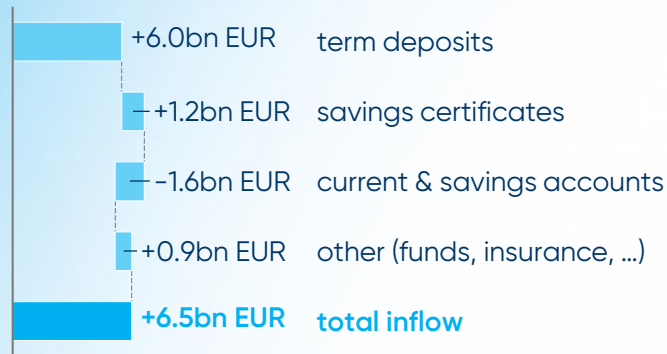 +6.0bn EUR term deposits
+1.2bn EUR savings certificates
-1.6bn EUR current & savings accounts
+0.9bn EUR other (funds, insurance, ...)
+6.5bn EUR total inflow